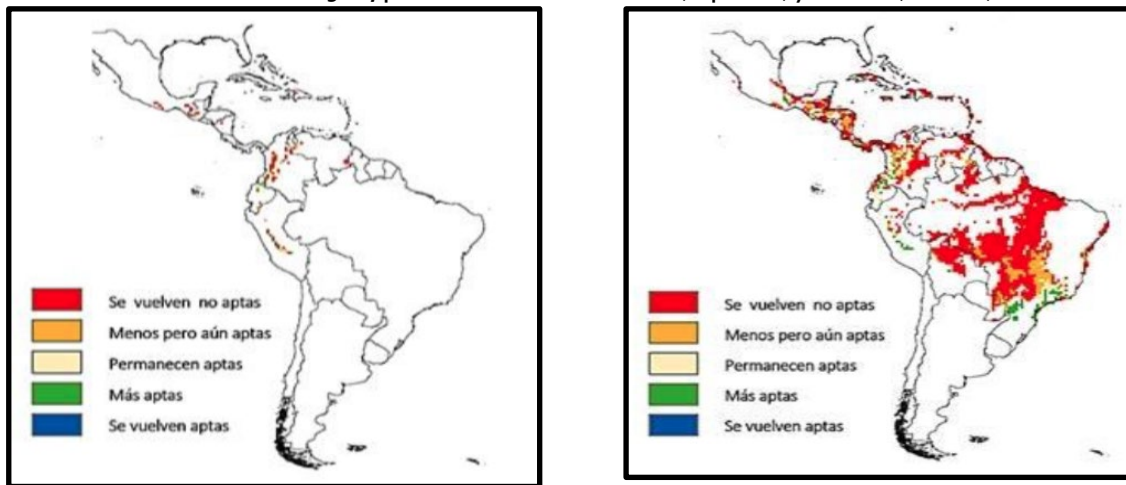 Se vuelven no aptas
Menos pero aún aptas
Permanecen aptas
Más aptas
Se vuelven aptas
Se vuelven no aptas
Menos pero aún aptas
Permanecen aptas
Más aptas
Se vuelven aptas